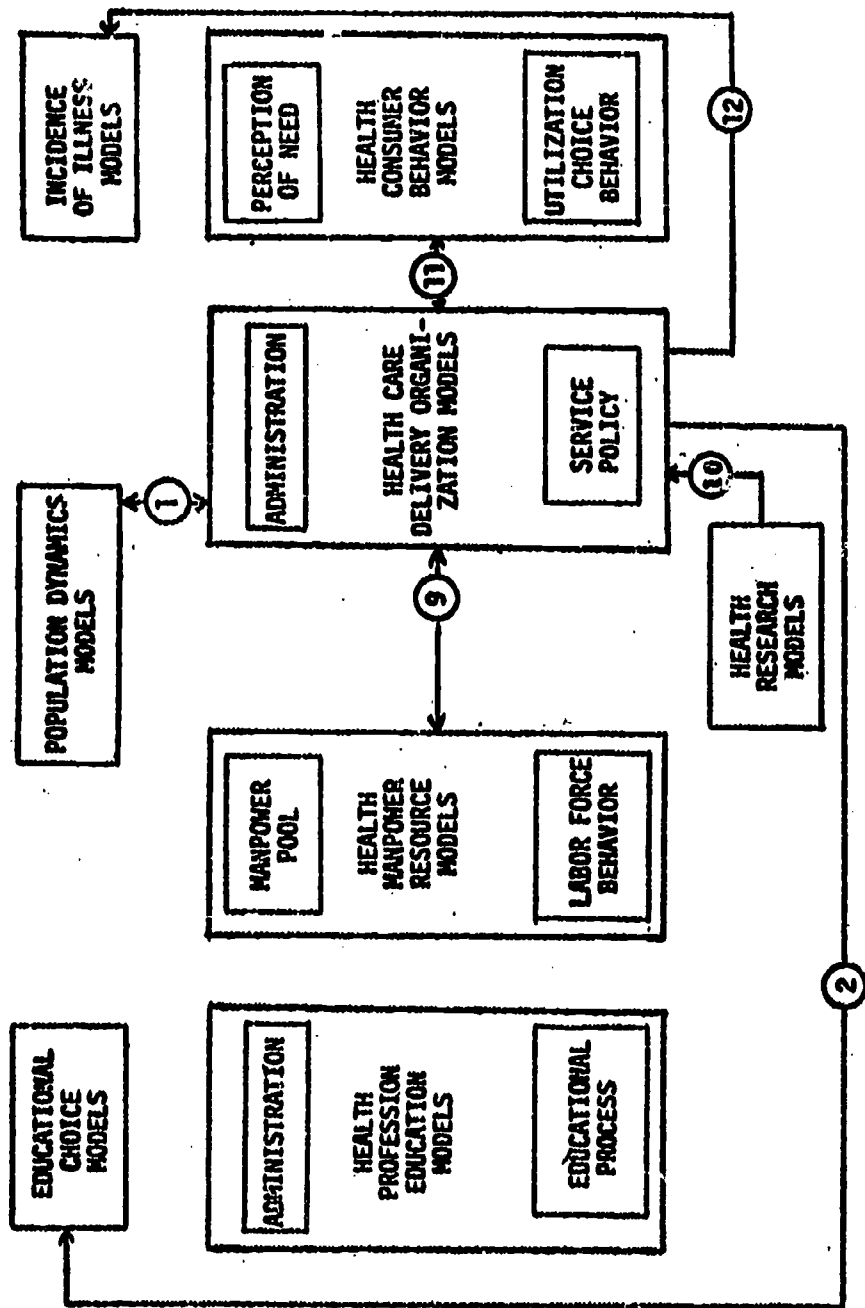 EDUCATIONAL
CHOICE
MODELS
POPULATION DYNAMICS
MODELS
INCIDENCE
OF ILLNESS
MODELS
1
ADMINISTRATION
HEALTH
PROFESSION
EDUCATION
MODELS
EDUCATIONAL
PROCESS
MANPOWER
POOL
HEALTH
MANPOWER
RESOURCE
MODELS
LABOR FORCE
BEHAVIOR
9
ADMINISTRATION
HEALTH CARE
DELIVERY ORGANI-
ZATION MODELS
SERVICE
POLICY
11
PERCEPTION
OF NEED
HEALTH
CONSUMER
BEHAVIOR
MODELS
UTILIZATION
CHOICE
BEHAVIOR
10
HEALTH
RESEARCH
MODELS
12
2